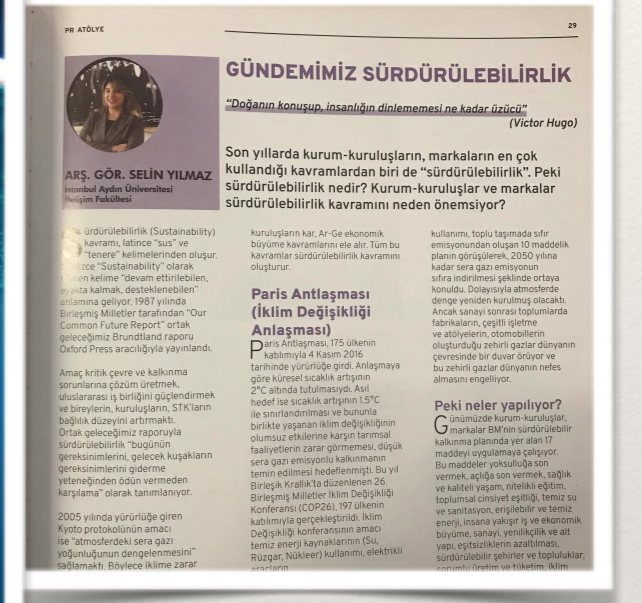 PR ATÖLYE
29
GÜNDEMİMİZ SÜRDÜRÜLEBİLİRLİK
"Doğanın konuşup, insanlığın dinlememesi ne kadar üzücü"
(Victor Hugo)
ARŞ. GÖR. SELİN YILMAZ
İstanbul Aydın Üniversitesi
İletişim Fakültesi
Son yıllarda kurum-kuruluşların, markaların en çok
kullandığı kavramlardan biri de "sürdürülebilirlik". Peki
sürdürülebilirlik nedir? Kurum-kuruluşlar ve markalar
sürdürülebilirlik kavramını neden önemsiyor?
Sürdürülebilirlik (Sustainability)
kavramı, latince "sus" ve
"tenere" kelimelerinden oluşur.
"Sustainability" olarak
kelime "devam ettirilebilen,
ayakta kalmak, desteklenebilen"
anlamına geliyor. 1987 yılında
Birleşmiş Milletler tarafından "Our
Common Future Report" ortak
geleceğimiz Brundtland raporu
Oxford Press aracılığıyla yayınlandı.
Amaç kritik çevre ve kalkınma
sorunlarına çözüm üretmek,
uluslararası iş birliğini güçlendirmek
ve bireylerin, kuruluşların, STK'ların
bağlılık düzeyini artırmaktı.
Ortak geleceğimiz raporuyla
sürdürülebilirlik "bugünün
gereksinimlerini, gelecek kuşakların
gereksinimlerini giderme
yeteneğinden ödün vermeden
karşılama" olarak tanımlanıyor.
2005 yılında yürürlüğe giren
Kyoto protokolünün amacı
ise "atmosferdeki sera gazı
yoğunluğunun dengelenmesini"
sağlamaktı. Böylece iklime zarar
kuruluşların kar, Ar-Ge ekonomik
büyüme kavramlarını ele alır. Tüm bu
kavramlar sürdürülebilirlik kavramını
oluşturur.
Paris Antlaşması
(İklim Değişikliği
Anlaşması)
Paris Antlaşması, 175 ülkenin
katılımıyla 4 Kasım 2016
tarihinde yürürlüğe girdi. Anlaşmaya
göre küresel sıcaklık artışının
2°C altında tutulmasıydı. Asıl
hedef ise sıcaklık artışının 1.5°C
ile sınırlandırılması ve bununla
birlikte yaşanan iklim değişikliğinin
olumsuz etkilerine karşın tarımsal
faaliyetlerin zarar görmemesi, düşük
sera gazı emisyonlu kalkınmanın
temin edilmesi hedeflenmişti. Bu yıl
Birleşik Krallık'ta düzenlenen 26.
Birleşmiş Milletler İklim Değişikliği
Konferansı (COP26), 197 ülkenin
katılımıyla gerçekleştirildi. İklim
Değişikliği konferansının amacı
temiz enerji kaynaklarının (Su,
Rüzgar, Nükleer) kullanımı, elektrikli
araçların
kullanımı, toplu taşımada sıfır
emisyonundan oluşan 10 maddelik
planın görüşülerek, 2050 yılına
kadar sera gazı emisyonun
sıfıra indirilmesi şeklinde ortaya
konuldu. Dolayısıyla atmosferde
denge yeniden kurulmuş olacaktı.
Ancak sanayi sonrası toplumlarda
fabrikaların, çeşitli işletme
ve atölyelerin, otomobillerin
oluşturduğu zehirli gazlar dünyanın
çevresinde bir duvar örüyor ve
bu zehirli gazlar dünyanın nefes
almasını engelliyor.
Peki neler yapılıyor?
Günümüzde kurum-kuruluşlar,
markalar BM'nin sürdürülebilir
kalkınma planında yer alan 17
maddeyi uygulamaya çalışıyor.
Bu maddeler yoksulluğa son
vermek, açlığa son vermek, sağlık
ve kaliteli yaşam, nitelikli eğitim,
toplumsal cinsiyet eşitliği, temiz su
ve sanitasyon, erişilebilir ve temiz
enerji, insana yakışır iş ve ekonomik
büyüme, sanayi, yenilikçilik ve alt
yapı, eşitsizliklerin azaltılması,
sürdürülebilir şehirler ve topluluklar,
sorumlu üretim ve tüketim, iklim